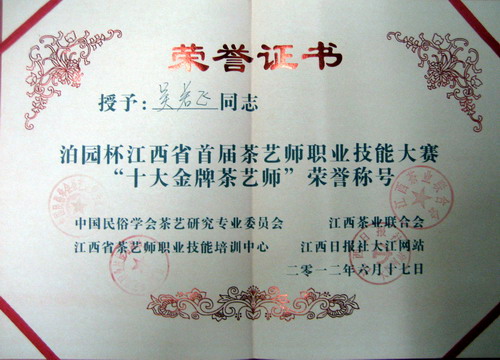 荣誉证书
授予：吴若飞同志
泊园杯江西省首届茶艺师职业技能大赛
“十大金牌茶艺师”荣誉称号
中国民俗学会茶艺研究专业委员会 江西茶业联合会
江西省茶艺师职业技能培训中心 江西日报社大江网站
二零一二年六月十七日